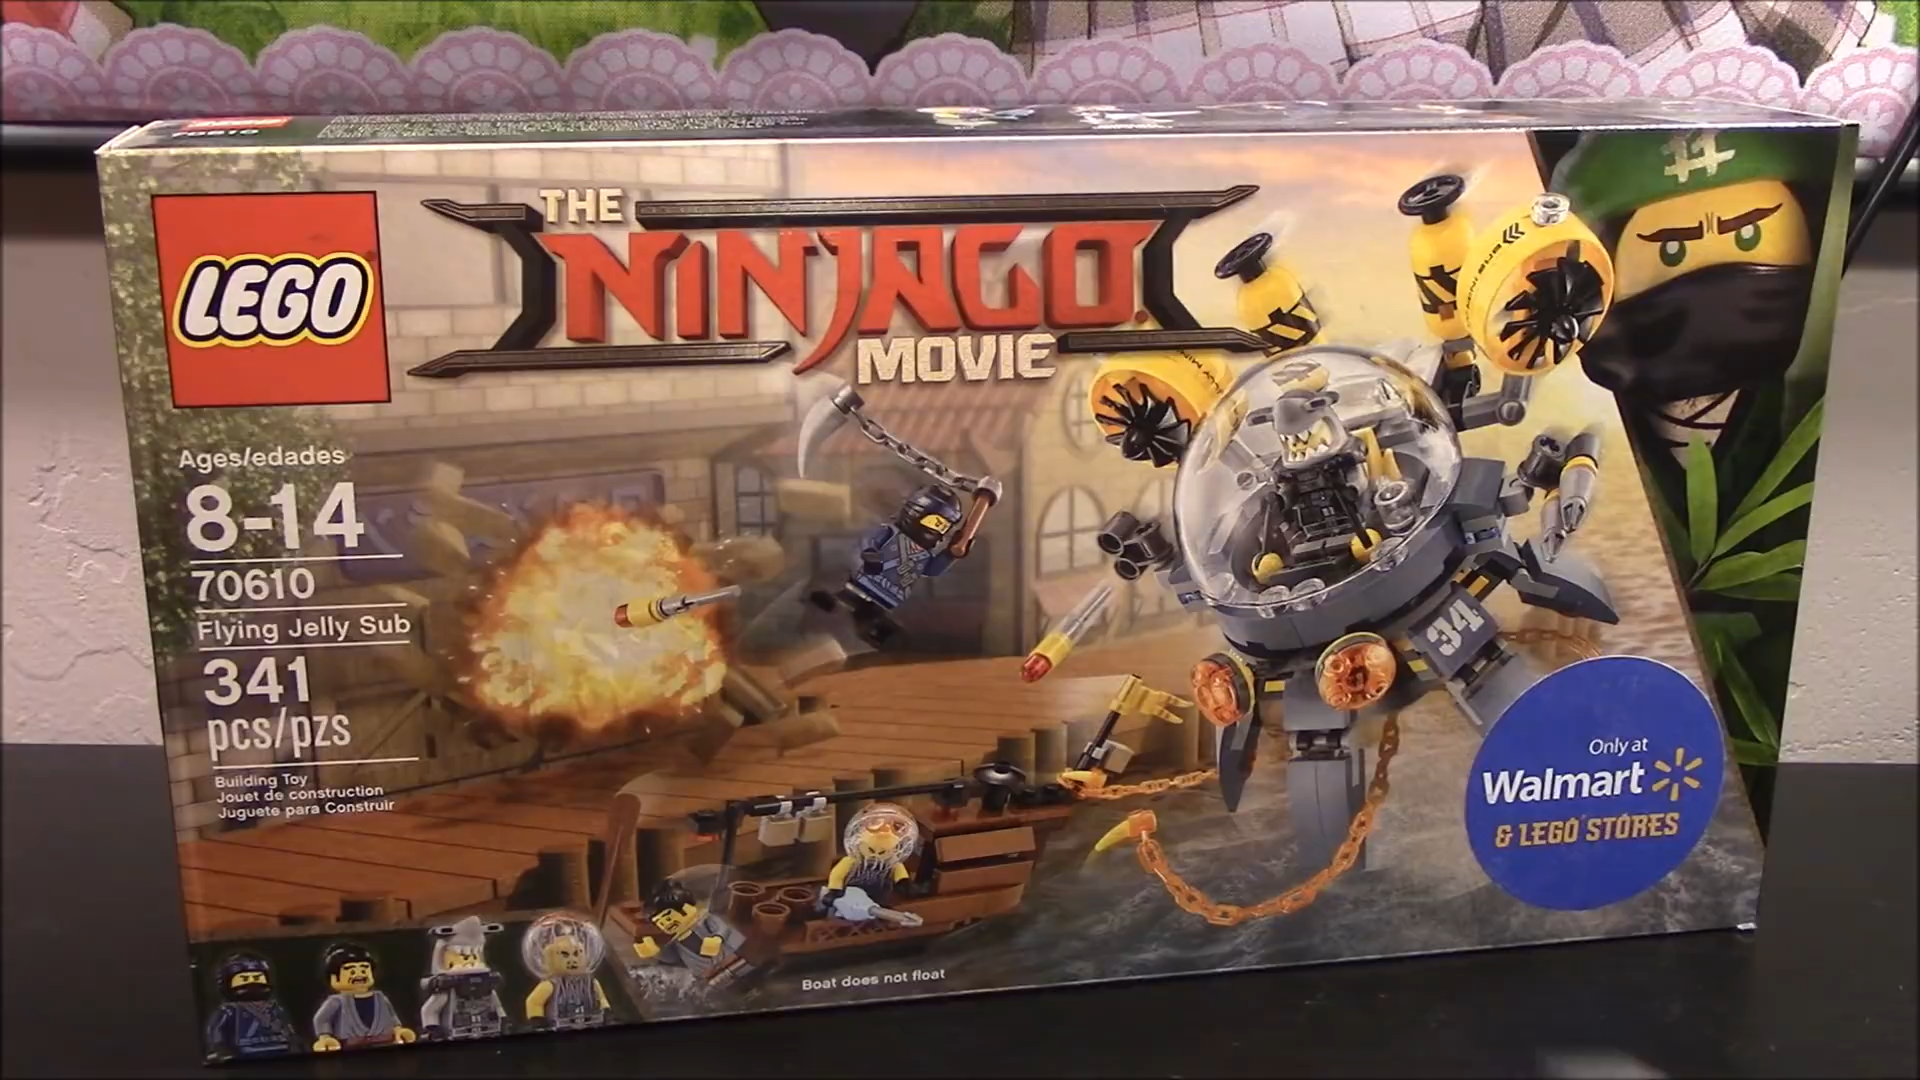 70610
LEGO
THE
NINJAGO
MOVIE
Ages/edades
8-14
70610
Flying Jelly Sub
341
pcs/pzs
Building Toy
Jouet de construction
Juguete para Construir
34
Only at
Walmart
& LEGO STORES
Boat does not float